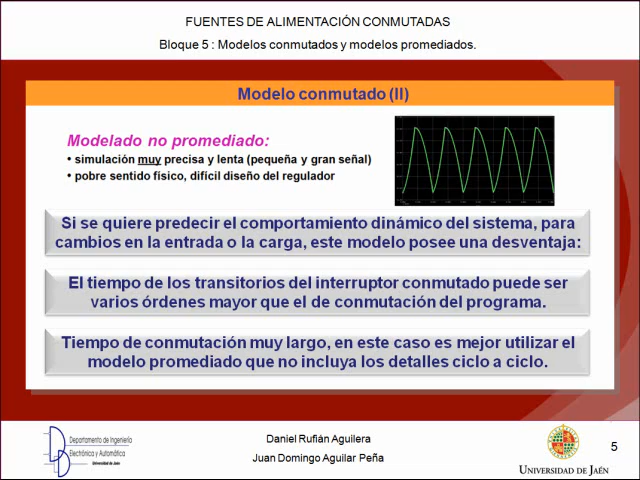 FUENTES DE ALIMENTACIÓN CONMUTADAS
Bloque 5 : Modelos conmutados y modelos promediados.
Modelo conmutado (II)
Modelado no promediado:
• simulación muy precisa y lenta (pequeña y gran señal)
• pobre sentido físico, difícil diseño del regulador
Si se quiere predecir el comportamiento dinámico del sistema, para
cambios en la entrada o la carga, este modelo posee una desventaja:
El tiempo de los transitorios del interruptor conmutado puede ser
varios órdenes mayor que el de conmutación del programa.
Tiempo de conmutación muy largo, en este caso es mejor utilizar el
modelo promediado que no incluya los detalles ciclo a ciclo.
Departamento de Ingeniería
Electrónica y Automática
Universidad de Jaén
Daniel Rufián Aguilera
Juan Domingo Aguilar Peña
UNIVERSIDAD DE JAÉN
5